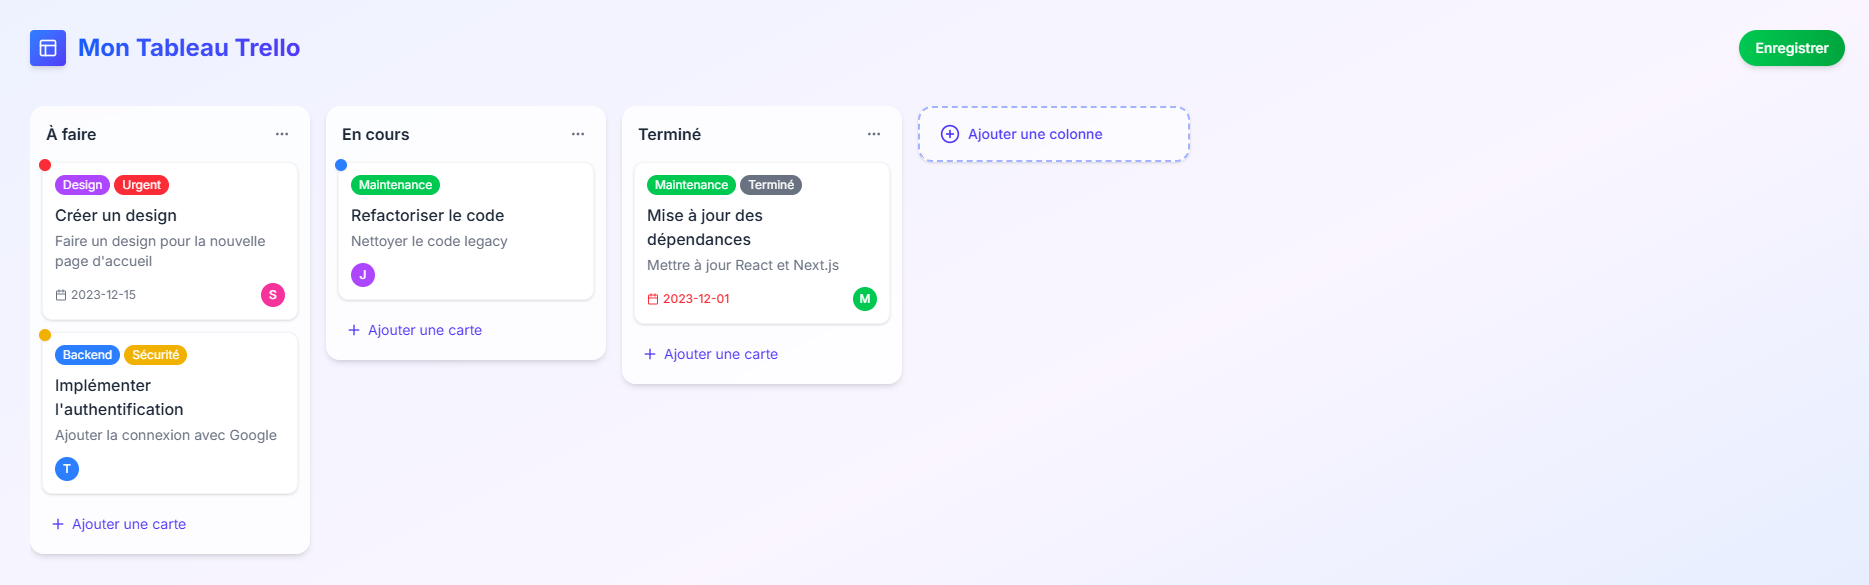 Mon Tableau Trello
Enregistrer
À faire
Design Urgent
Créer un design
Faire un design pour la nouvelle
page d'accueil
2023-12-15
S
Backend Sécurité
Implémenter
l'authentification
Ajouter la connexion avec Google
T
Ajouter une carte
En cours
Maintenance
Refactoriser le code
Nettoyer le code legacy
J
Ajouter une carte
Terminé
Maintenance Terminé
Mise à jour des
dépendances
Mettre à jour React et Next.js
2023-12-01
M
Ajouter une carte
Ajouter une colonne